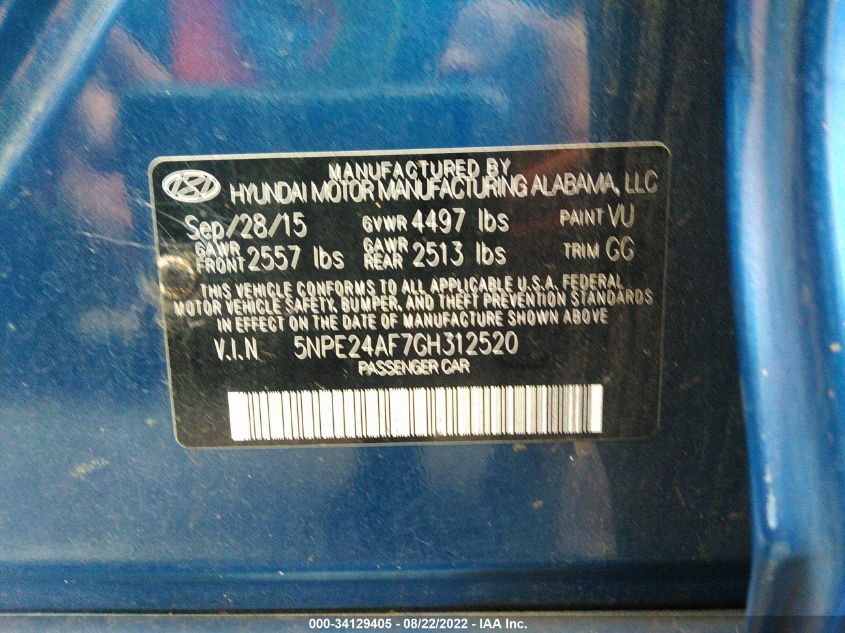 MANUFACTURED BY
HYUNDAI MOTOR MANUFACTURING ALABAMA, LLC
Sep/28/15 GVWR 4497 lbs PAINT VU
GAWR FRONT 2557 lbs GAWR REAR 2513 lbs TRIM GG
THIS VEHICLE CONFORMS TO ALL APPLICABLE U.S.A. FEDERAL
MOTOR VEHICLE SAFETY, BUMPER, AND THEFT PREVENTION STANDARDS
IN EFFECT ON THE DATE OF MANUFACTURE SHOWN ABOVE
V.I.N 5NPE24AF7GH312520
PASSENGER CAR
000-34129405 - 08/22/2022 - IAA Inc.